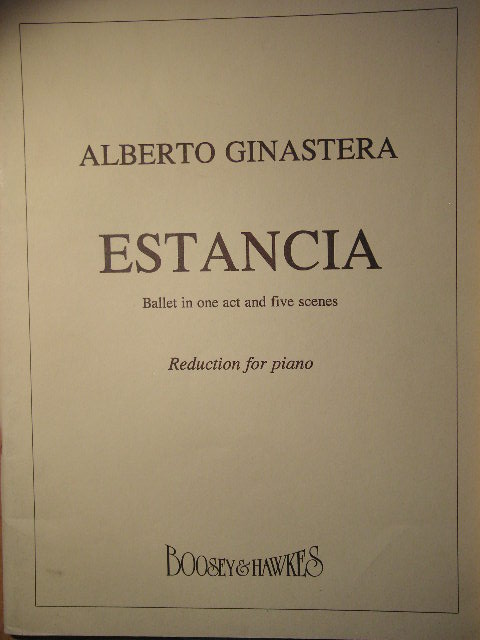 ALBERTO GINASTERA
ESTANCIA
Ballet in one act and five scenes
Reduction for piano
BOOSEY & HAWKES